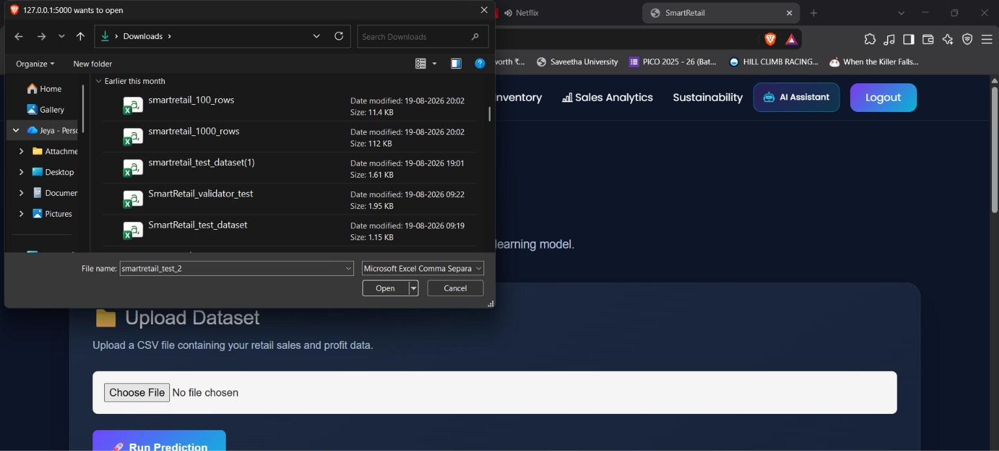 127.0.0.1:5000 wants to open
Netflix
SmartRetail
Downloads
Search Downloads
Organize
New folder
worth ₹...
Saveetha University
PICO 2025 - 26 (Bat...
HILL CLIMB RACING...
When the Killer Falls...
Home
Gallery
Jeya - Pers
Attachme
Desktop
Documen
Pictures
Earlier this month
smartretail_100_rows
Date modified: 19-08-2026 20:02
Size: 11.4 KB
smartretail_1000_rows
Date modified: 19-08-2026 20:02
Size: 112 KB
smartretail_test_dataset(1)
Date modified: 19-08-2026 19:01
Size: 1.61 KB
SmartRetail_validator_test
Date modified: 19-08-2026 09:22
Size: 1.95 KB
SmartRetail_test_dataset
Date modified: 19-08-2026 09:19
Size: 1.15 KB
File name: smartretail_test_2
Microsoft Excel Comma Separa
Open
Cancel
nventory
Sales Analytics
Sustainability
AI Assistant
Logout
learning model.
Upload Dataset
Upload a CSV file containing your retail sales and profit data.
Choose File No file chosen
Run Prediction